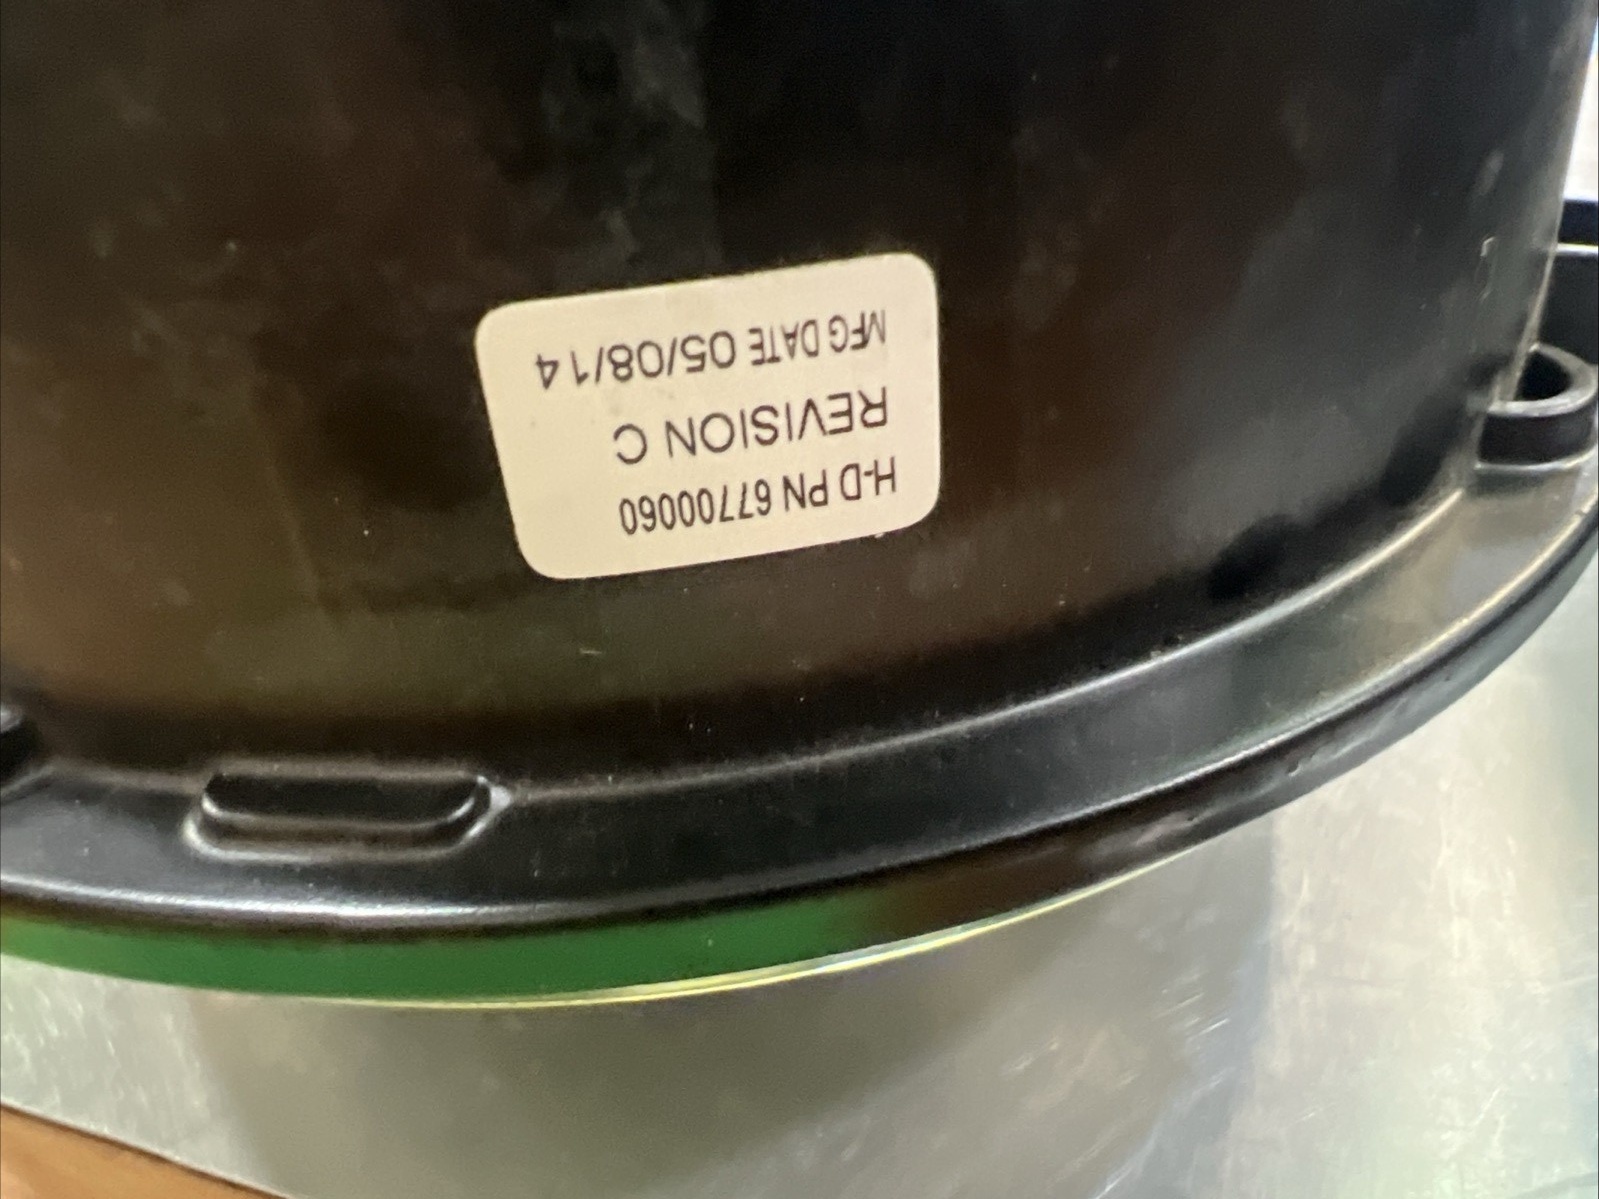 H-D PN 67700060
REVISION C
MFG DATE 05/08/14